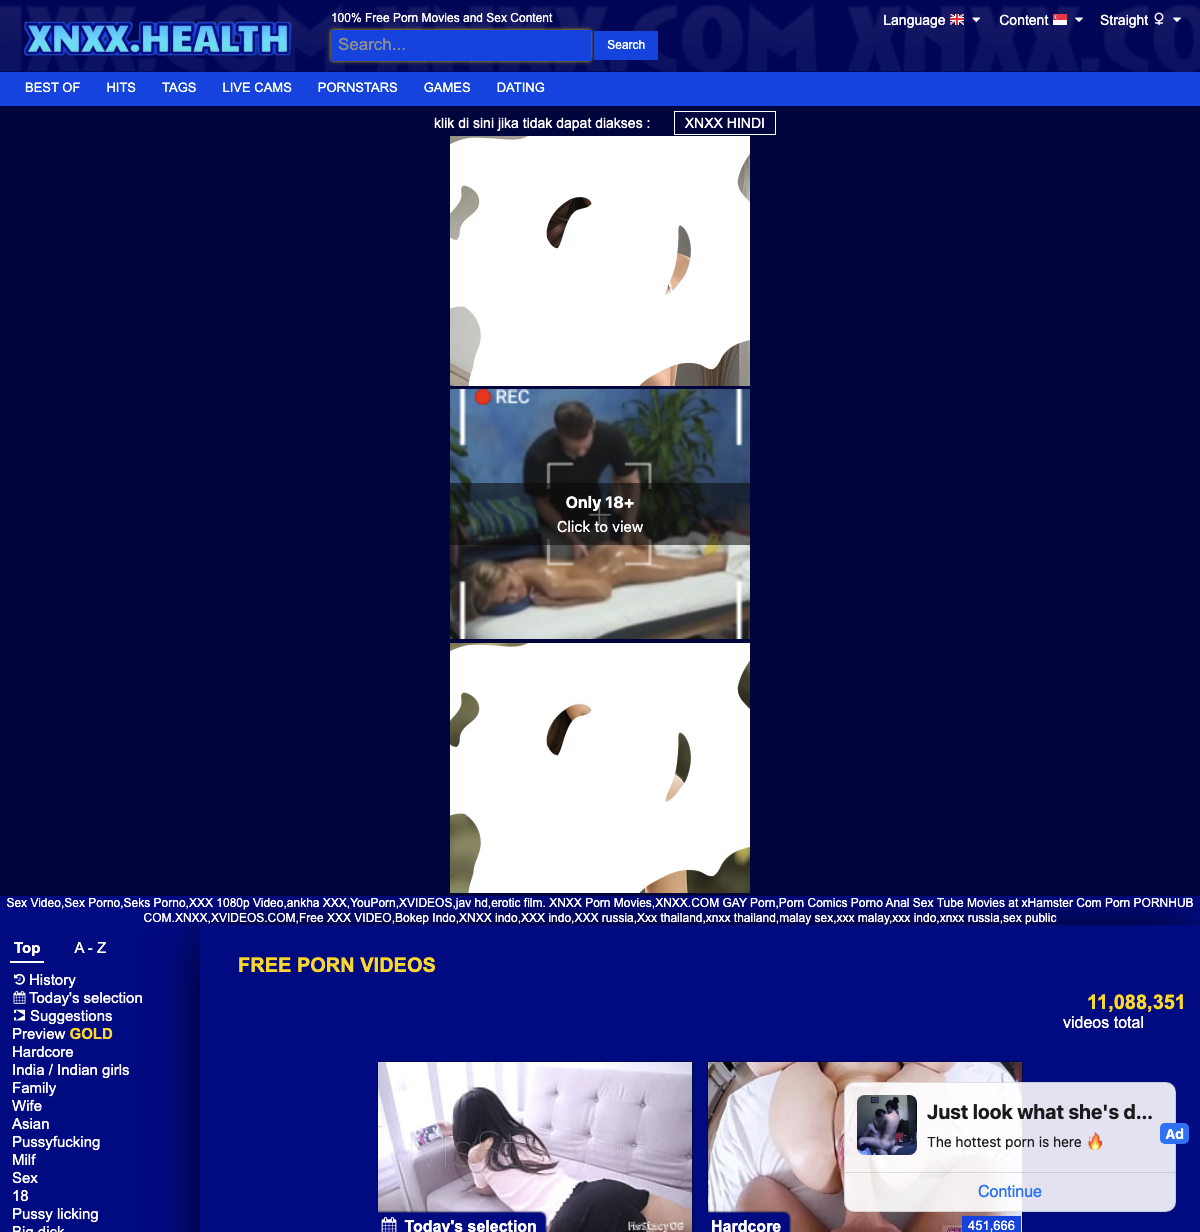 XNXX.HEALTH
100% Free Porn Movies and Sex Content
Search...
Search
Language
Content
Straight
BEST OF
HITS
TAGS
LIVE CAMS
PORNSTARS
GAMES
DATING
klik di sini jika tidak dapat diakses :
XNXX HINDI
REC
Only 18+
Click to view
Sex Video,Sex Porno,Seks Porno,XXX 1080p Video,ankha XXX,YouPorn,XVIDEOS,jav hd,erotic film. XNXX Porn Movies,XNXX.COM GAY Porn,Porn Comics Porno Anal Sex Tube Movies at xHamster Com Porn PORNHUB
COM.XNXX,XVIDEOS.COM,Free XXX VIDEO,Bokep Indo,XNXX indo,XXX indo,XXX russia,Xxx thailand,xnxx thailand,malay sex,xxx malay,xxx indo,xnxx russia,sex public
Top
A - Z
History
Today's selection
Suggestions
Preview GOLD
Hardcore
India / Indian girls
Family
Wife
Asian
Pussyfucking
Milf
Sex
18
Pussy licking
Big dick
FREE PORN VIDEOS
11,088,351
videos total
Today's selection
Hardcore
451,666
Just look what she's d...
The hottest porn is here 🔥
Ad
Continue